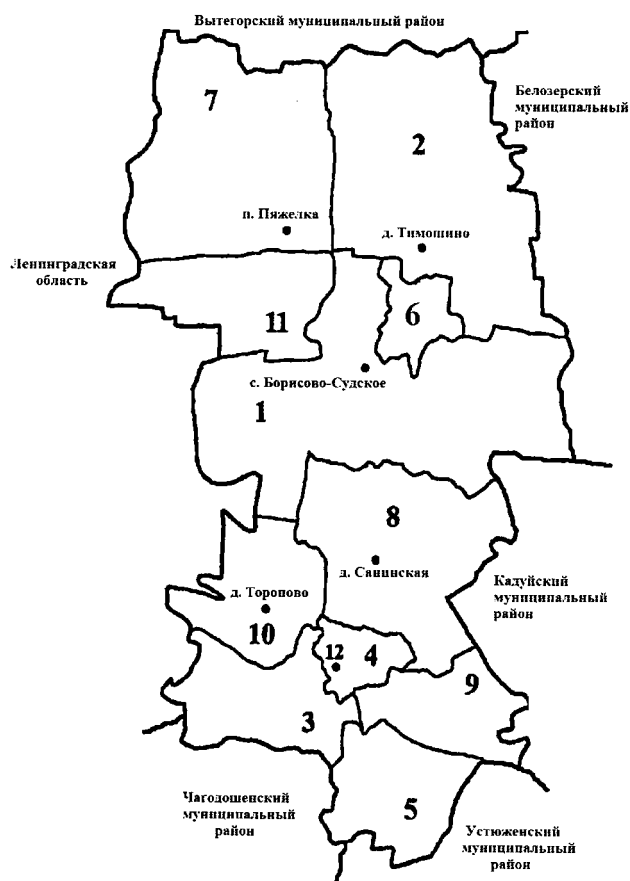 Вытегорский муниципальный район
7
Белозерский
муниципальный
район
2
п. Пяжелка
д. Тимошино
Ленинградская
область
11
6
с. Борисово-Судское
1
8
д. Санинская
Кадуйский
муниципальный
район
д. Торопово
10
12
4
9
3
Чагодощенский
муниципальный
район
5
Устюженский
муниципальный
район